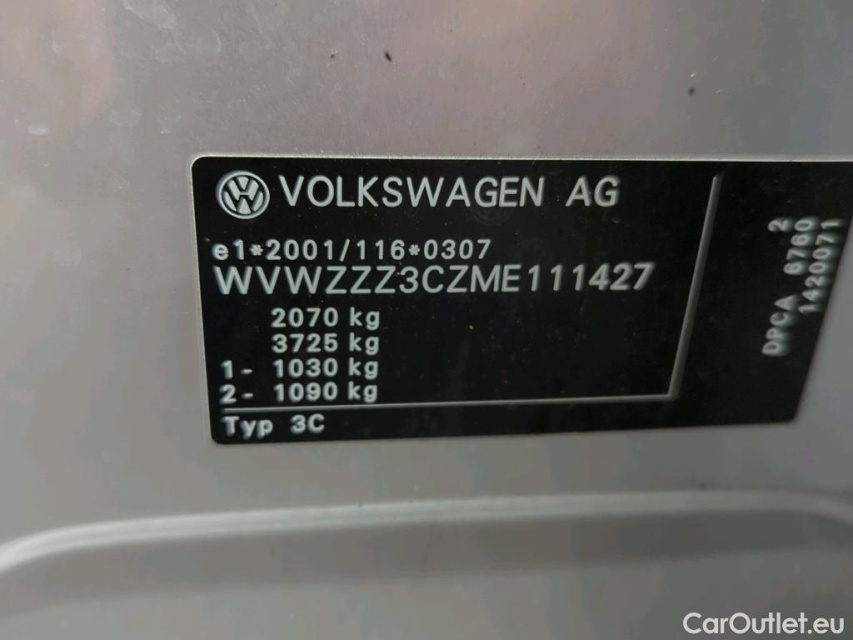 VOLKSWAGEN AG
e1*2001/116*0307
WVWZZZ3CZME111427
2070 kg
3725 kg
1- 1030 kg
2- 1090 kg
Typ 3C
2
DPCA 6760
1420071
CarOutlet.eu